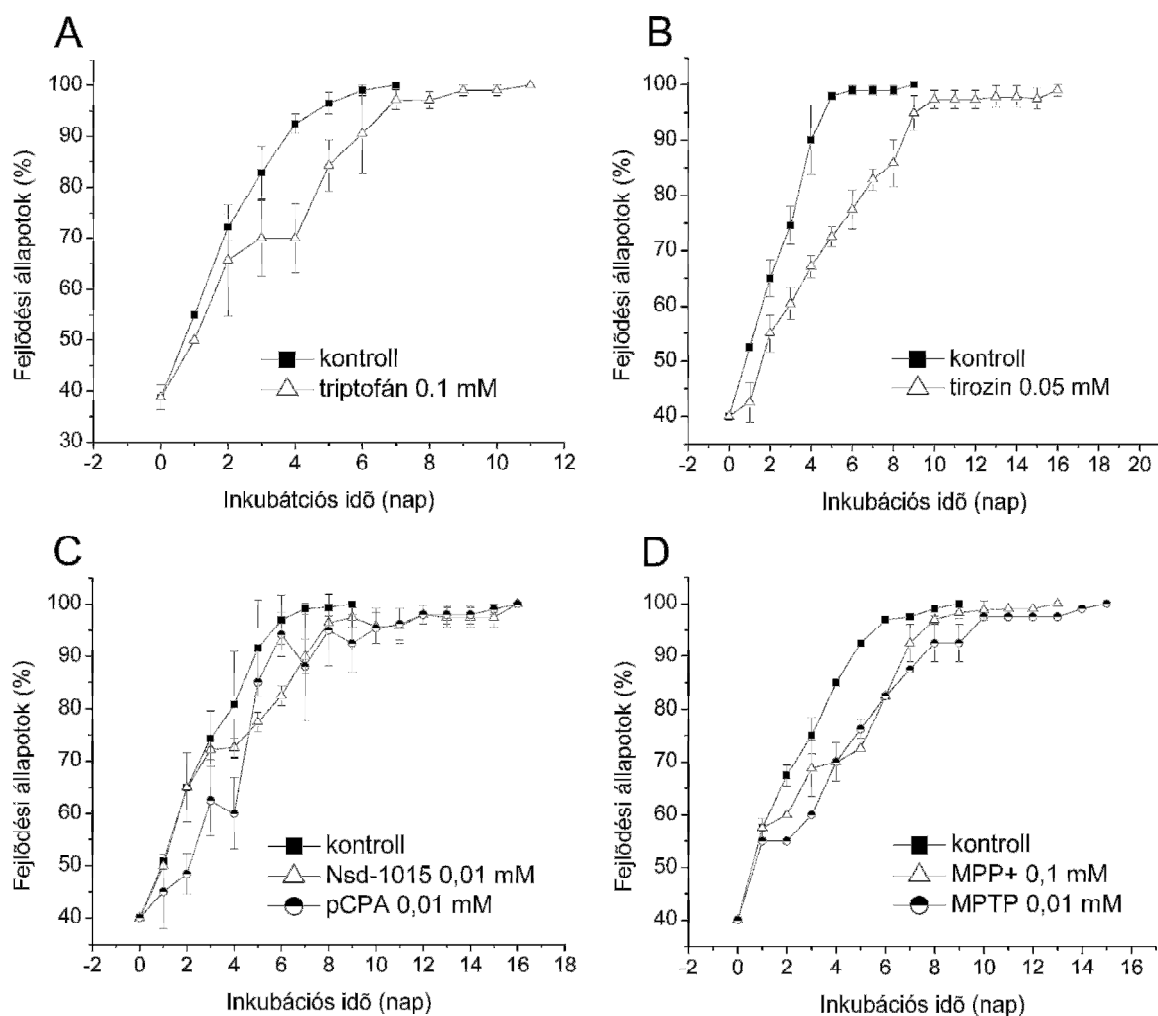 A
Fejlődési állapotok (%)
100
90
80
70
60
50
40
30
kontroll
triptofán 0.1 mM
-2 0 2 4 6 8 10 12
Inkubátciós idõ (nap)
B
Fejlődési állapotok (%)
100
90
80
70
60
50
40
kontroll
tirozin 0.05 mM
-2 0 2 4 6 8 10 12 14 16 18 20
Inkubációs idõ (nap)
C
Fejlődési állapotok (%)
100
90
80
70
60
50
40
kontroll
Nsd-1015 0,01 mM
pCPA 0,01 mM
-2 0 2 4 6 8 10 12 14 16 18
Inkubációs idõ (nap)
D
Fejlődési állapotok (%)
100
90
80
70
60
50
40
kontroll
MPP+ 0,1 mM
MPTP 0,01 mM
-2 0 2 4 6 8 10 12 14 16
Inkubációs idõ (nap)